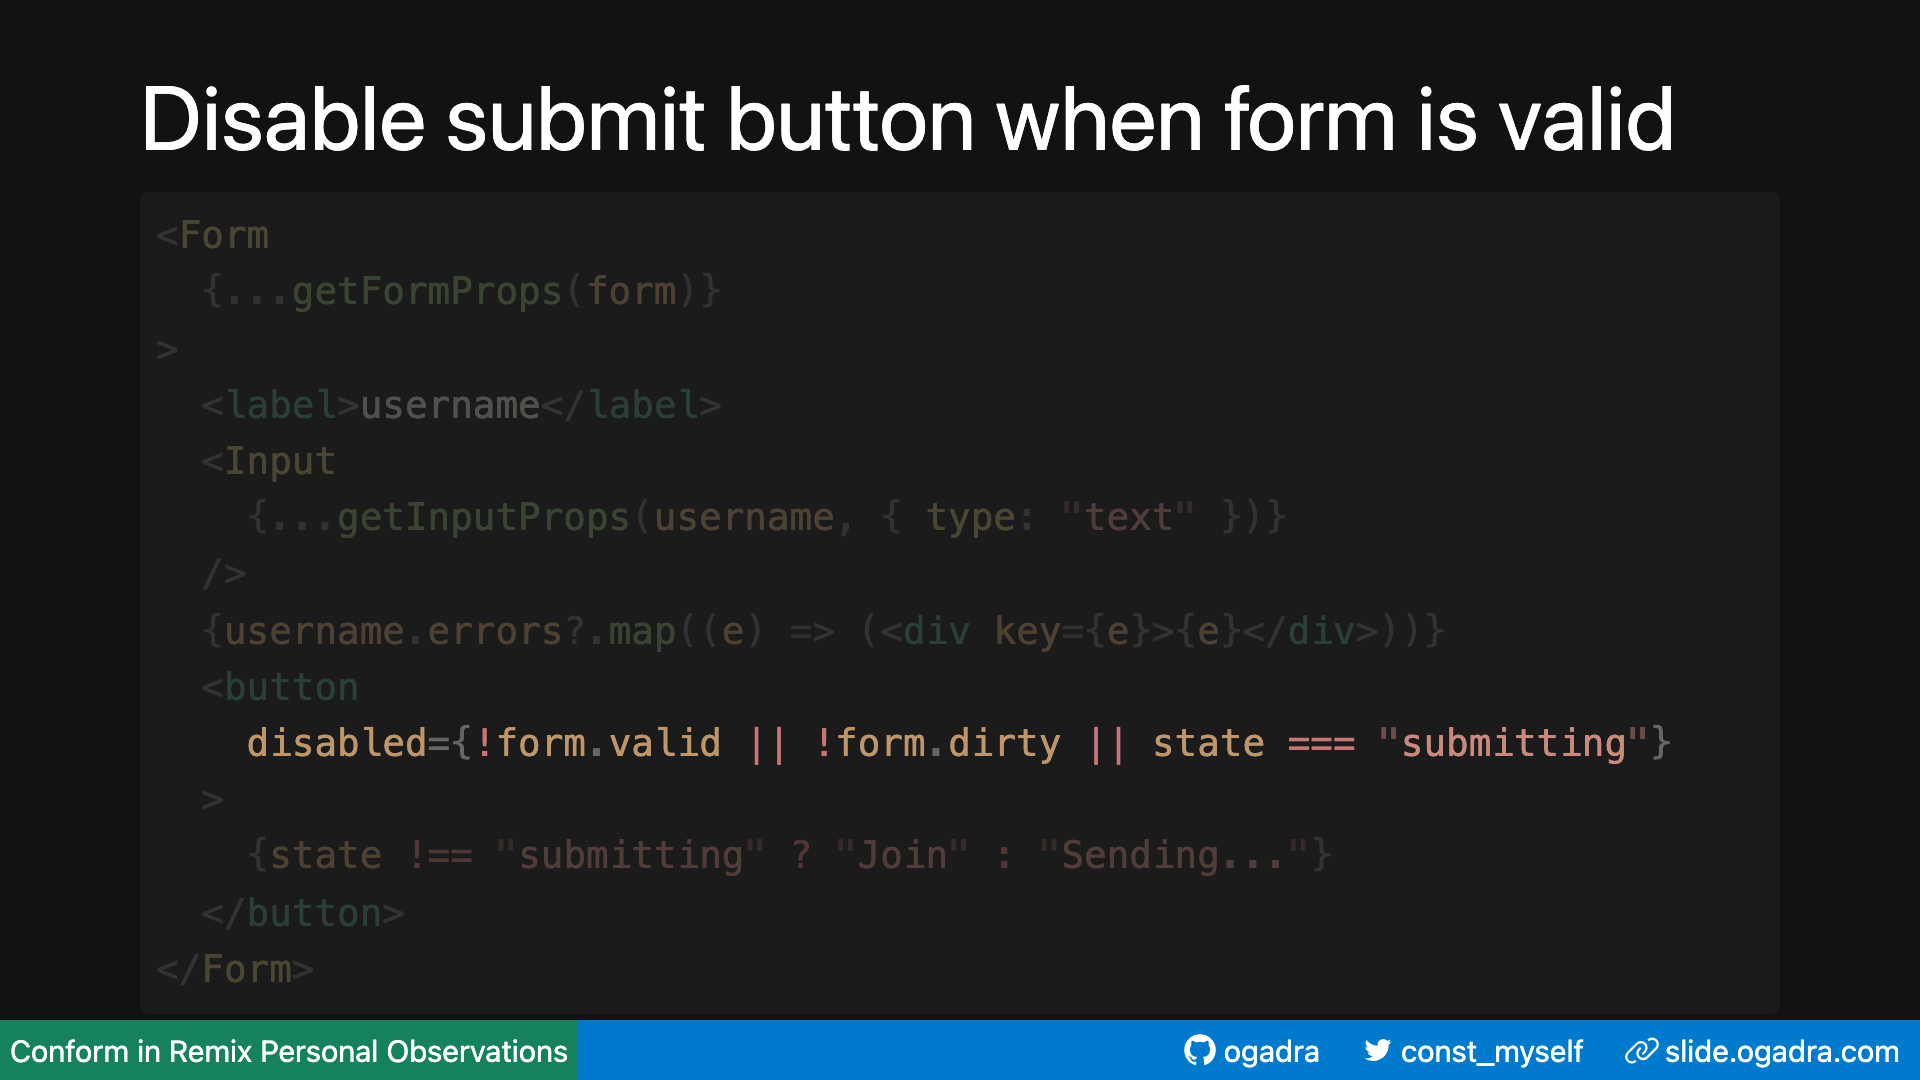 Disable submit button when form is valid
<Form
  {...getFormProps(form)}
>
  <label>username</label>
  <Input
    {...getInputProps(username, { type: "text" })}
  />
  {username.errors?.map((e) => (<div key={e}>{e}</div>))}
  <button
    disabled={!form.valid || !form.dirty || state === "submitting"}
  >
    {state !== "submitting" ? "Join" : "Sending..."}
  </button>
</Form>
Conform in Remix Personal Observations
ogadra
const_myself
slide.ogadra.com